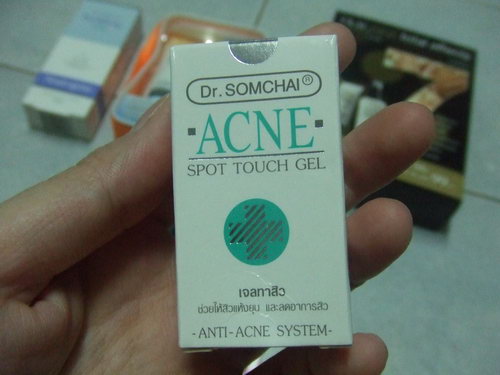 Dr. SOMCHAI®
ACNE
SPOT TOUCH GEL
เจลทาสิว
ช่วยให้สิวแห้งยุบ และลดอาการสิว
-ANTI-ACNE SYSTEM-